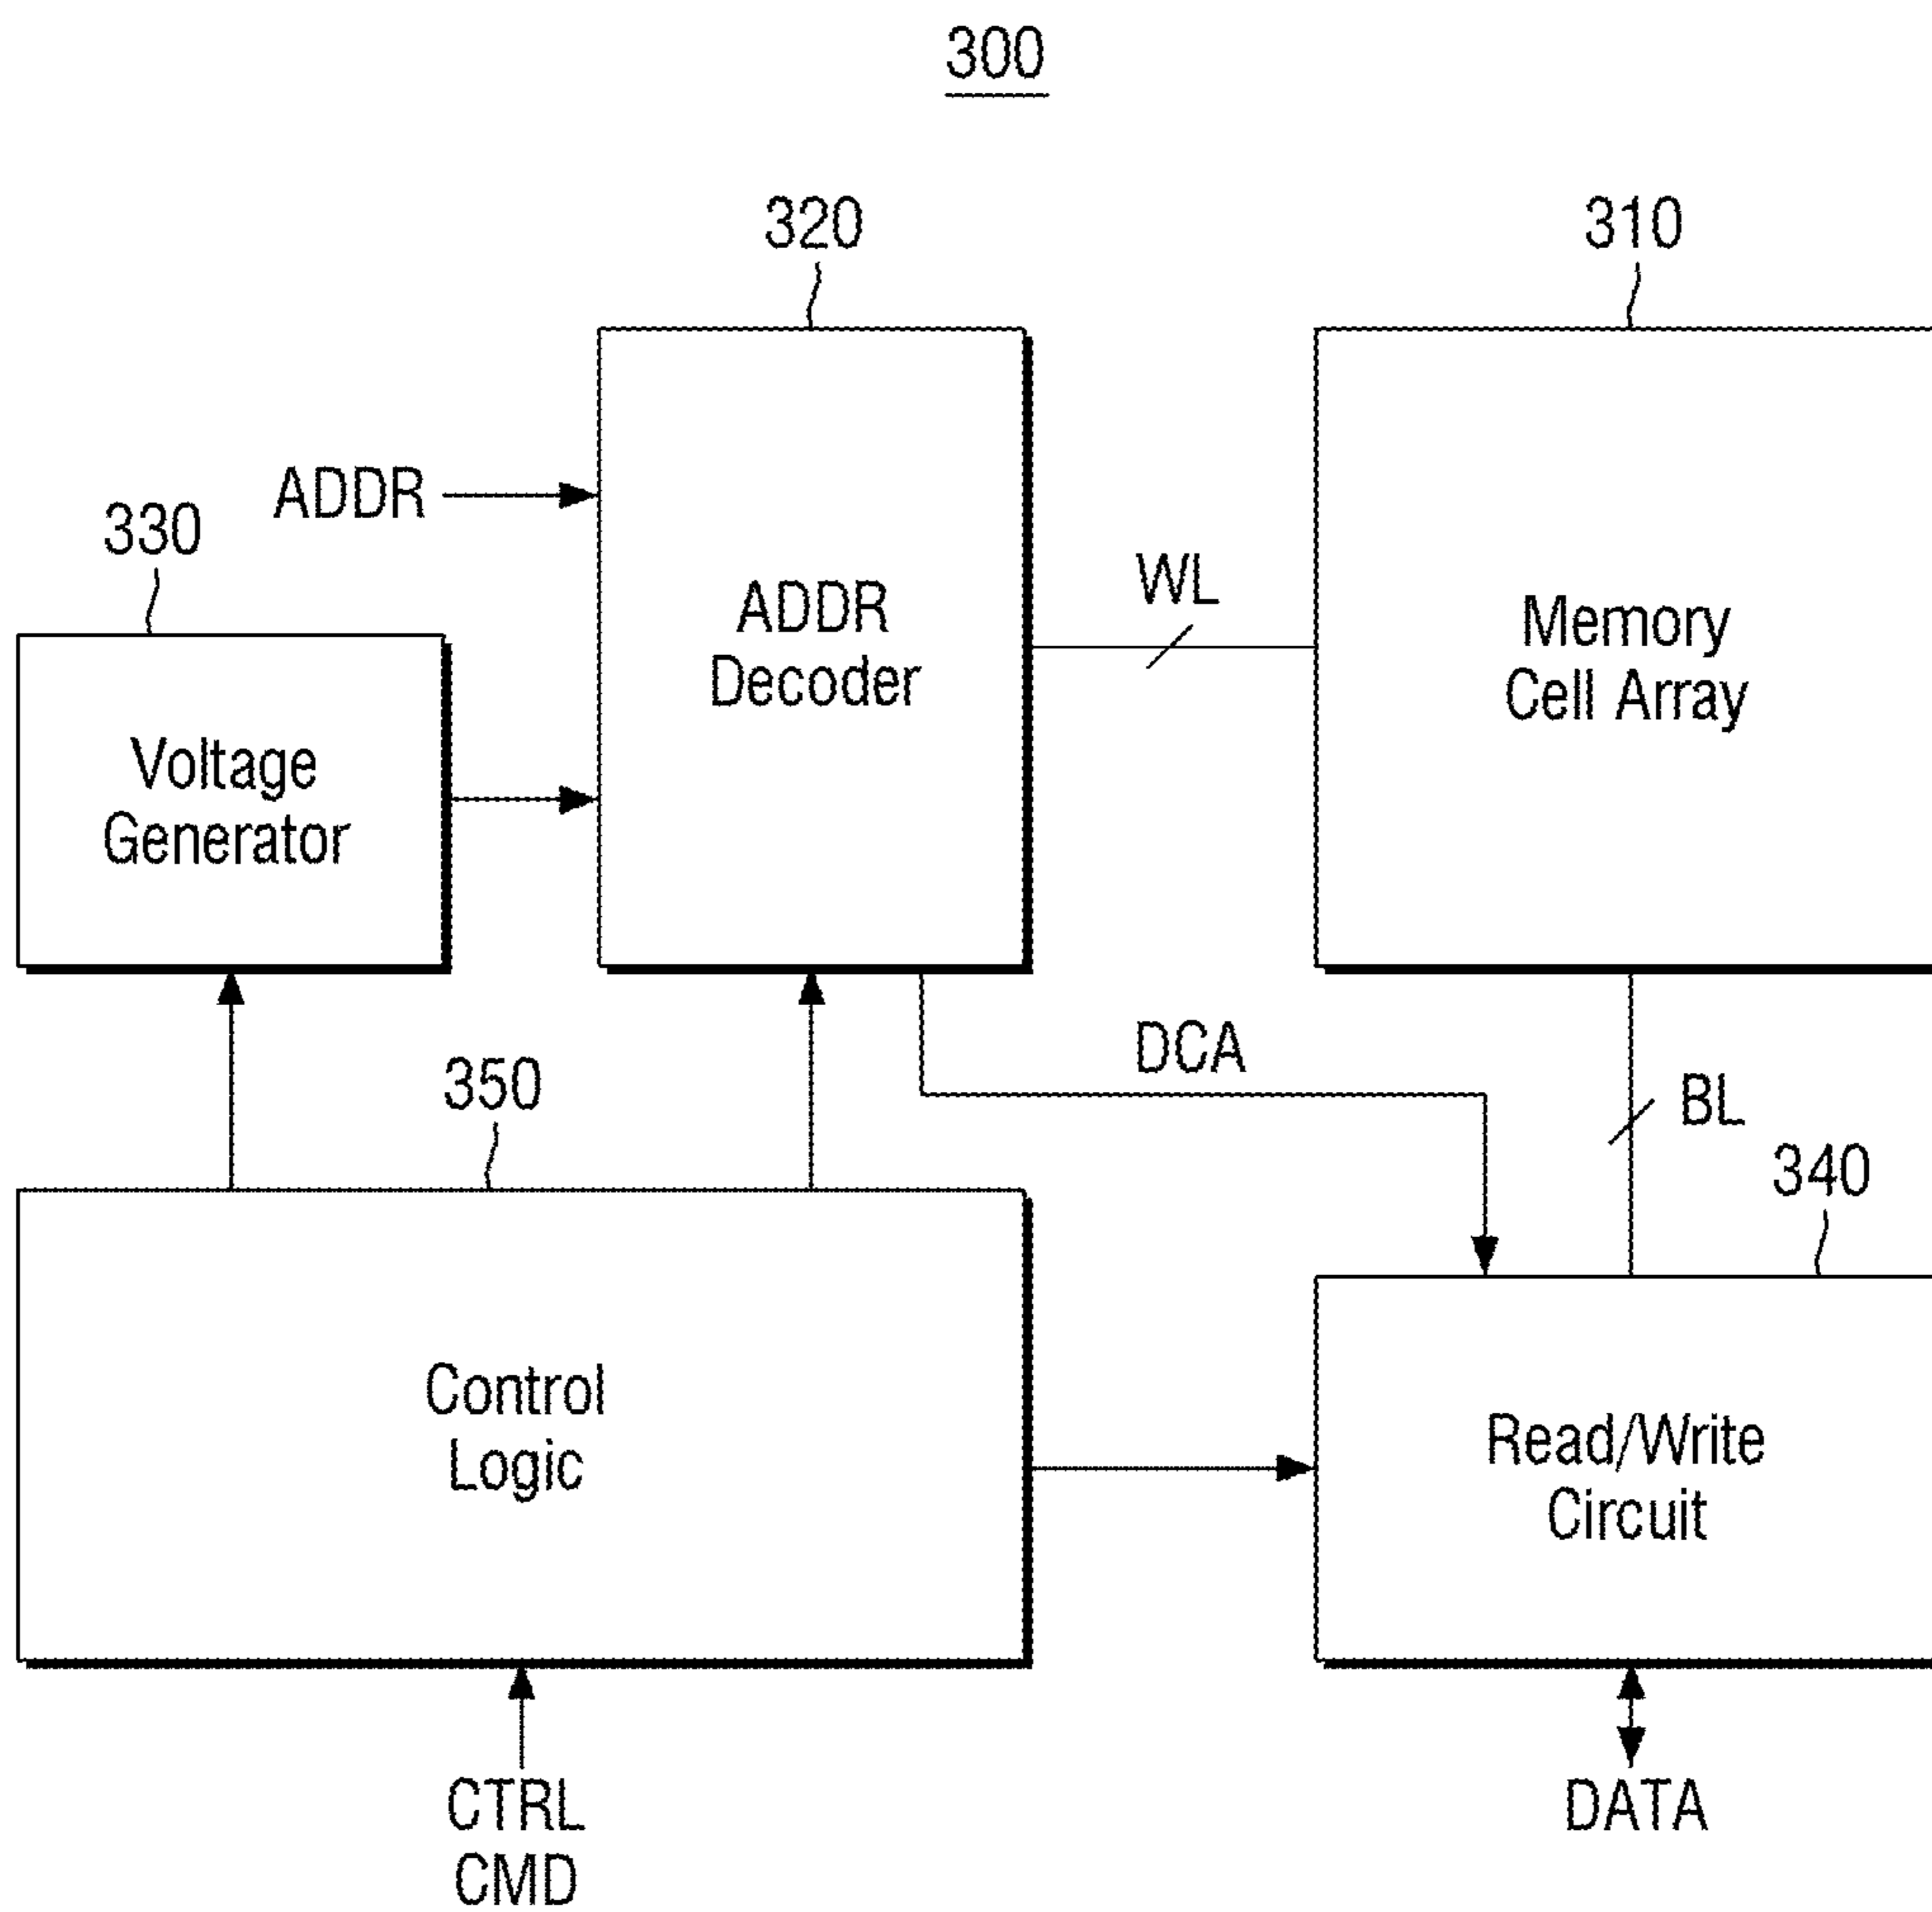 300
320
310
ADDR
330
ADDR
Decoder
WL
Memory
Cell Array
Voltage
Generator
DCA
350
BL
340
Control
Logic
Read/Write
Circuit
CTRL
CMD
DATA